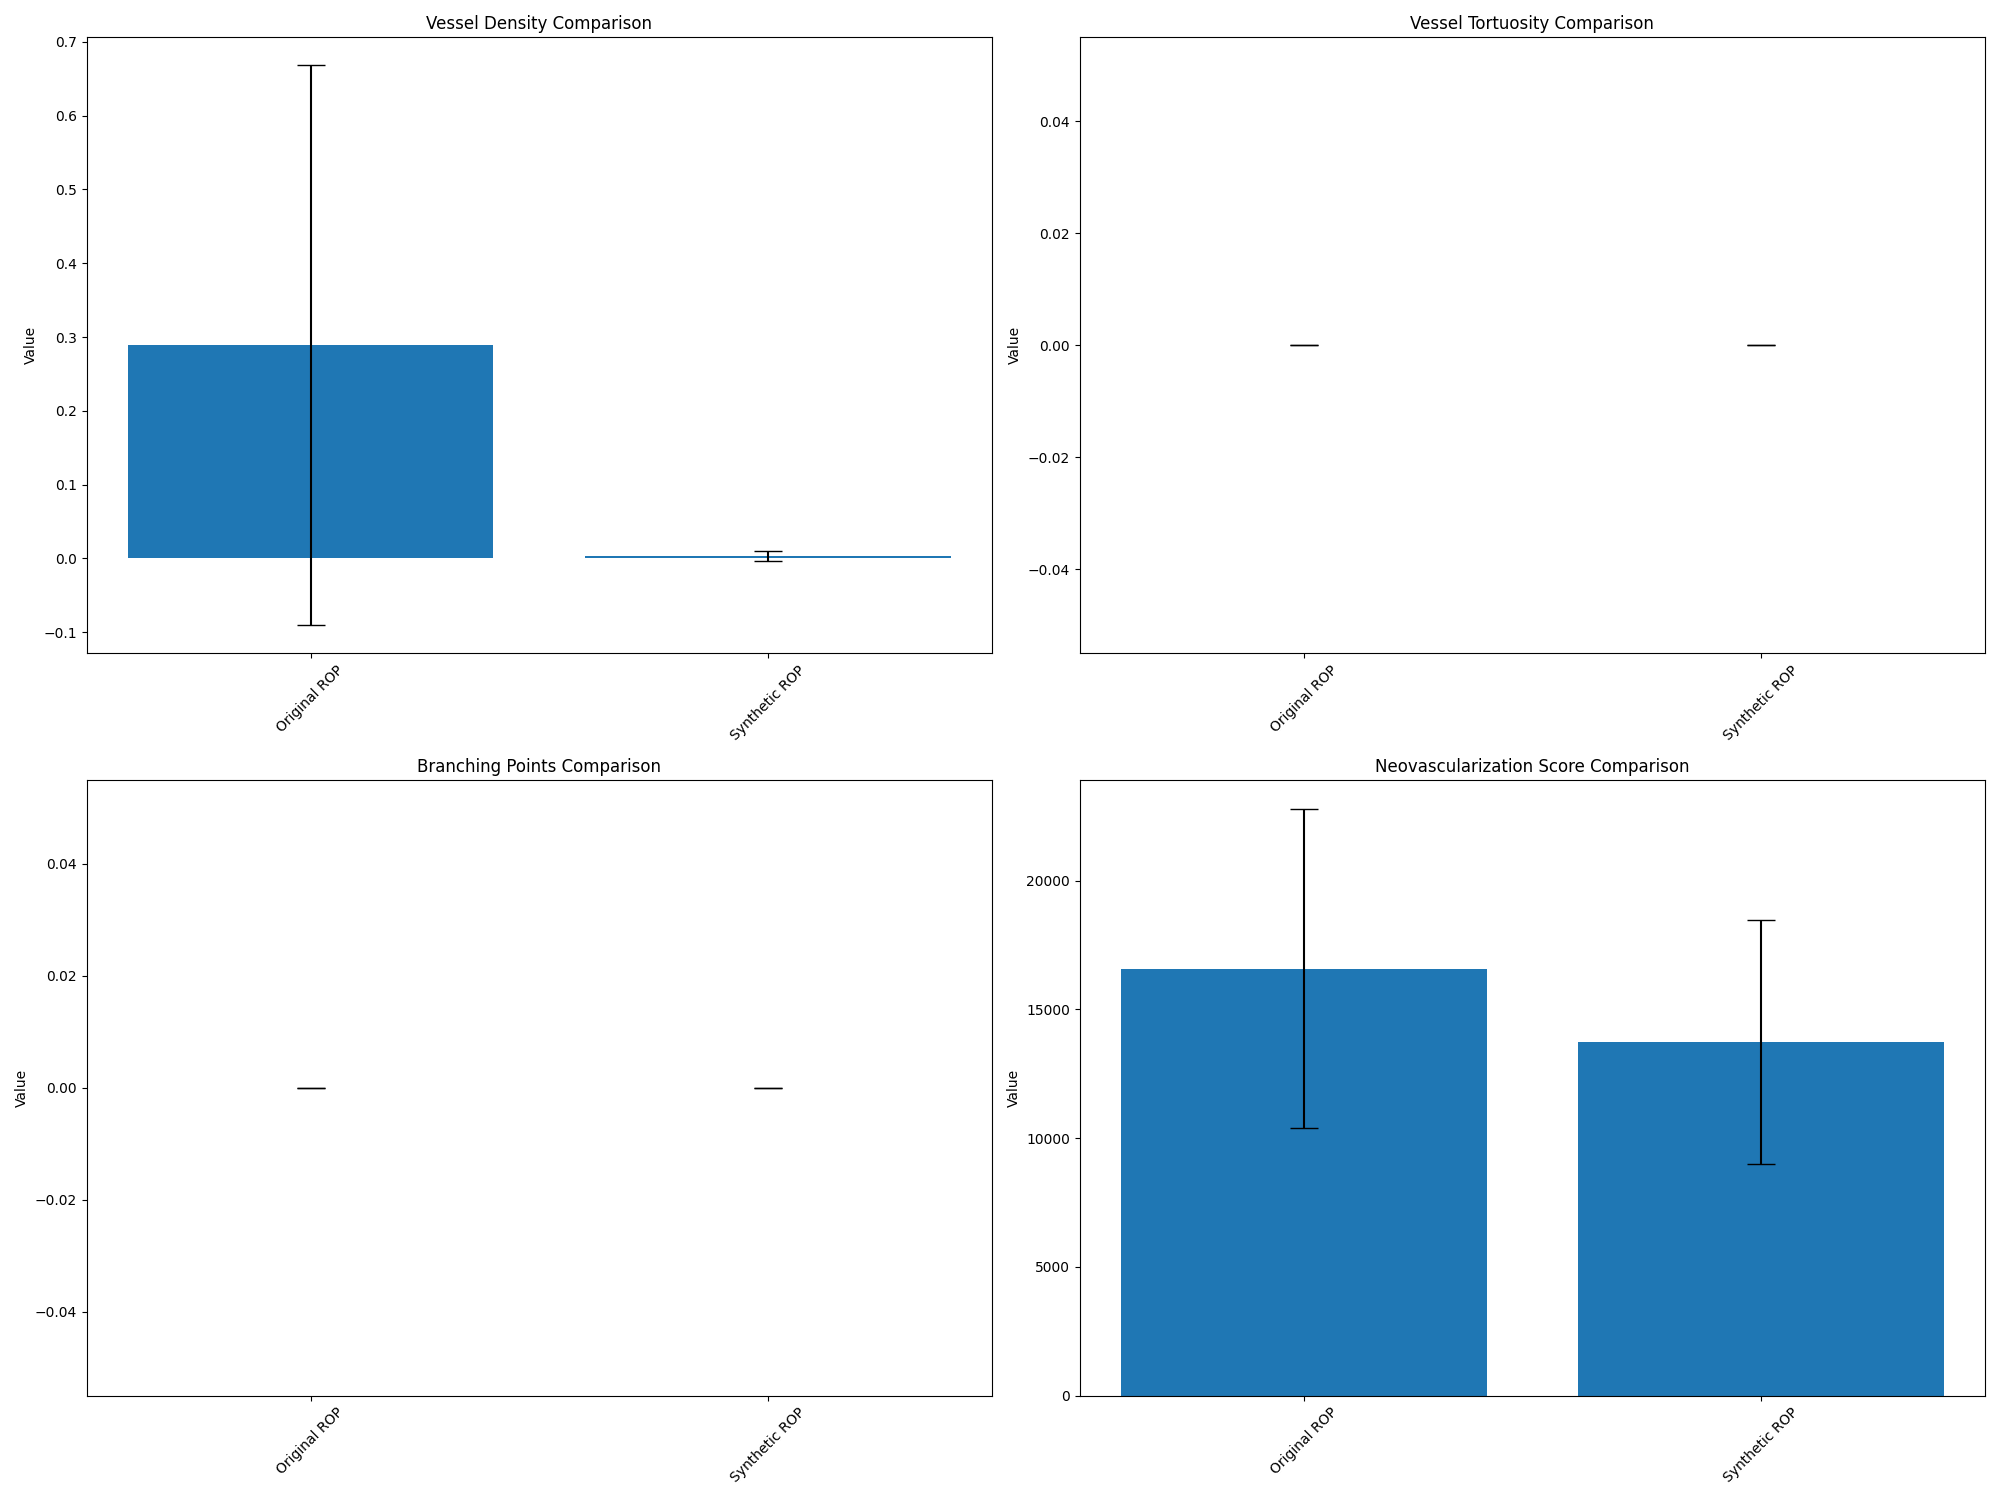 Vessel Density Comparison
Value
0.7
0.6
0.5
0.4
0.3
0.2
0.1
0.0
−0.1
Original ROP
Synthetic ROP
Vessel Tortuosity Comparison
Value
0.04
0.02
0.00
−0.02
−0.04
Original ROP
Synthetic ROP
Branching Points Comparison
Value
0.04
0.02
0.00
−0.02
−0.04
Original ROP
Synthetic ROP
Neovascularization Score Comparison
Value
20000
15000
10000
5000
0
Original ROP
Synthetic ROP